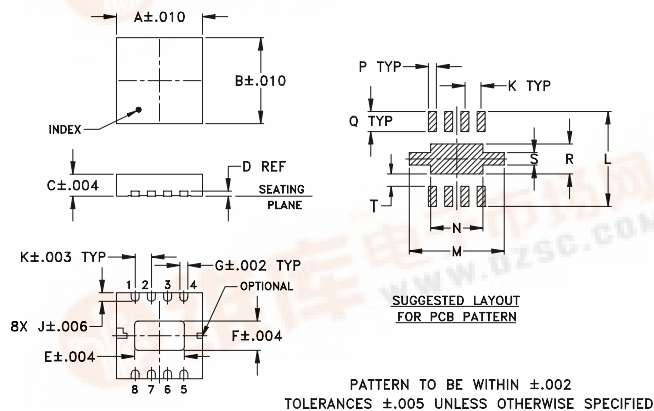 A±.010
B±.010
INDEX
C±.004
D REF
SEATING
PLANE
K±.003 TYP
G±.002 TYP
1 2 3 4
OPTIONAL
8X J±.006
F±.004
E±.004
8 7 6 5
P TYP
K TYP
Q TYP
L
S
R
T
N
M
SUGGESTED LAYOUT
FOR PCB PATTERN
PATTERN TO BE WITHIN ±.002
TOLERANCES ±.005 UNLESS OTHERWISE SPECIFIED
WWW.DZSC.COM